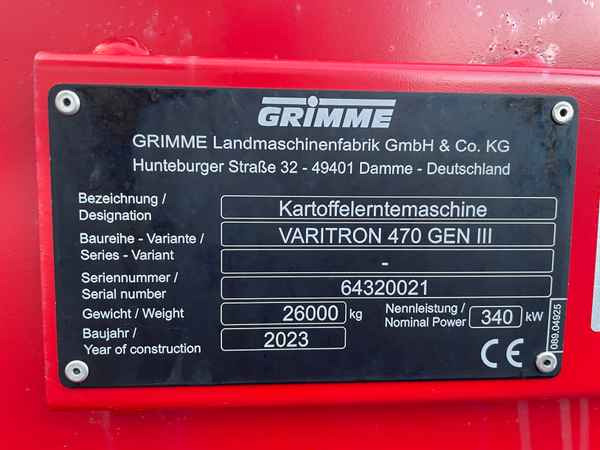 GRIMME
GRIMME Landmaschinenfabrik GmbH & Co. KG
Hunteburger Straße 32 - 49401 Damme - Deutschland
Bezeichnung /
Designation
Kartoffelerntemaschine
Baureihe - Variante /
Series - Variant
VARITRON 470 GEN III
-
Seriennummer /
Serial number
64320021
Gewicht / Weight
26000 kg
Nennleistung /
Nominal Power
340 kW
Baujahr /
Year of construction
2023
CE
089.04925